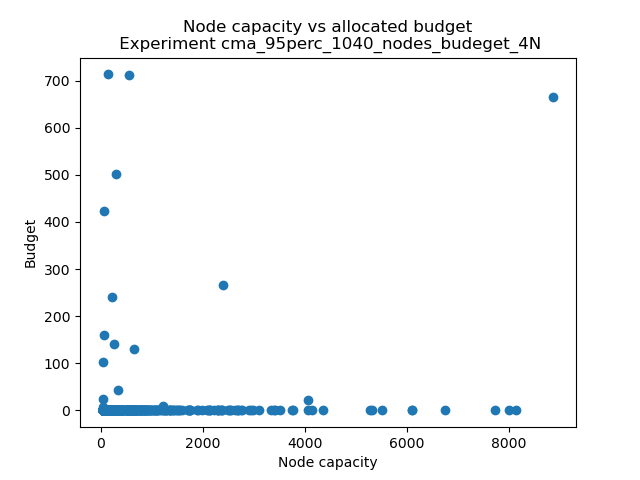 Node capacity vs allocated budget
Experiment cma_95perc_1040_nodes_budeget_4N
700
600
500
400
300
200
100
0
Budget
0 2000 4000 6000 8000
Node capacity